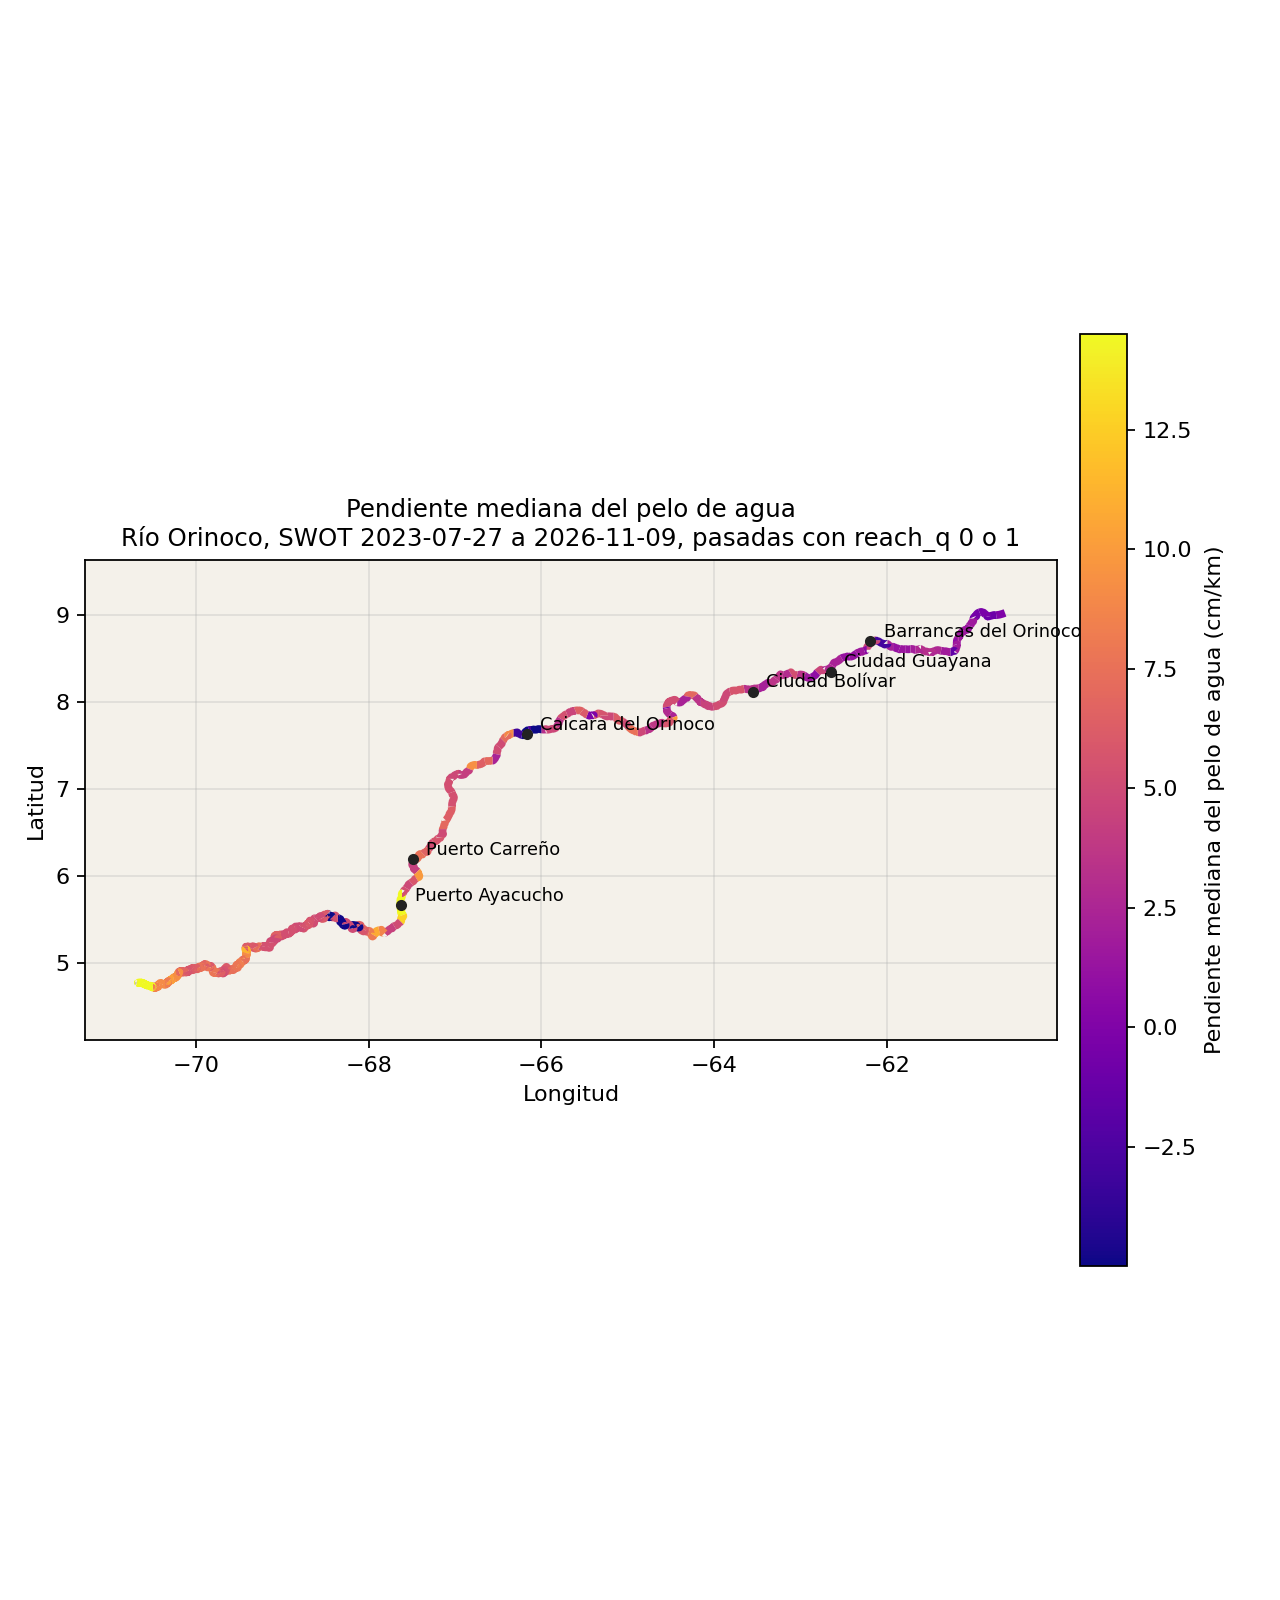 Pendiente mediana del pelo de agua
Río Orinoco, SWOT 2023-07-27 a 2026-11-09, pasadas con reach_q 0 o 1
Latitud
9
8
7
6
5
Barrancas del Orinoco
Ciudad Guayana
Ciudad Bolívar
Caicara del Orinoco
Puerto Carreño
Puerto Ayacucho
−70
−68
−66
−64
−62
Longitud
12.5
10.0
7.5
5.0
2.5
0.0
−2.5
Pendiente mediana del pelo de agua (cm/km)